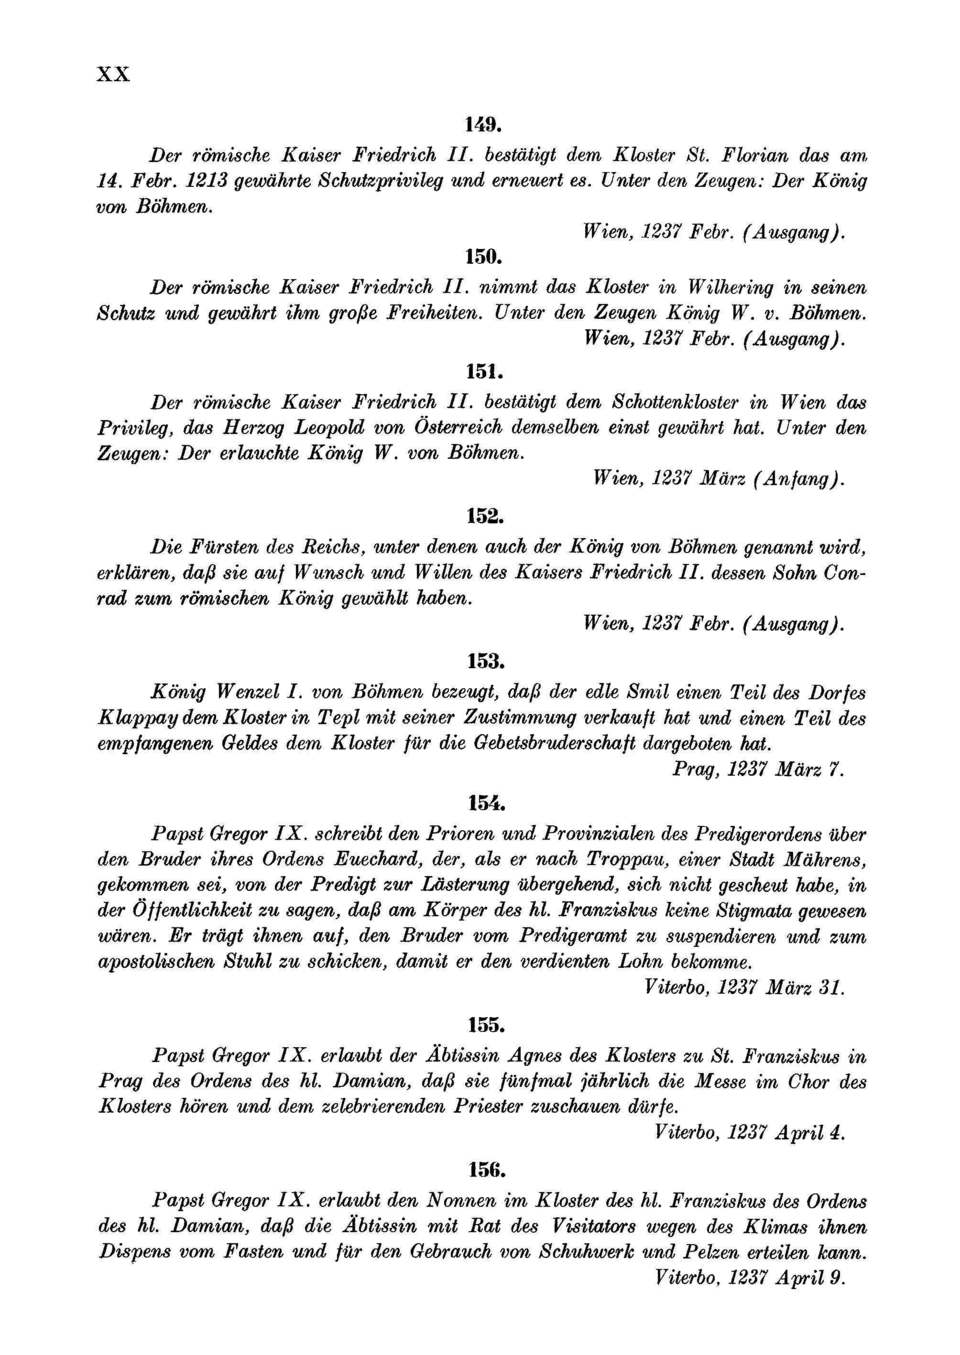 XX
149.
Der römische Kaiser Friedrich II. bestätigt dem Kloster St. Florian das am
14. Febr. 1213 gewährte Schutzprivileg und erneuert es. Unter den Zeugen: Der König
von Böhmen.
Wien, 1237 Febr. (Ausgang).
150.
Der römische Kaiser Friedrich II. nimmt das Kloster in Wilhering in seinen
Schutz und gewährt ihm große Freiheiten. Unter den Zeugen König W. v. Böhmen.
Wien, 1237 Febr. (Ausgang).
151.
Der römische Kaiser Friedrich II. bestätigt dem Schottenkloster in Wien das
Privileg, das Herzog Leopold von Österreich demselben einst gewährt hat. Unter den
Zeugen: Der erlauchte König W. von Böhmen.
Wien, 1237 März (Anfang).
152.
Die Fürsten des Reichs, unter denen auch der König von Böhmen genannt wird,
erklären, daß sie auf Wunsch und Willen des Kaisers Friedrich II. dessen Sohn Con-
rad zum römischen König gewählt haben.
Wien, 1237 Febr. (Ausgang).
153.
König Wenzel I. von Böhmen bezeugt, daß der edle Smil einen Teil des Dorfes
Klappay dem Kloster in Tepl mit seiner Zustimmung verkauft hat und einen Teil des
empfangenen Geldes dem Kloster für die Gebetsbruderschaft dargeboten hat.
Prag, 1237 März 7.
154.
Papst Gregor IX. schreibt den Prioren und Provinzialen des Predigerordens über
den Bruder ihres Ordens Euechard, der, als er nach Troppau, einer Stadt Mährens,
gekommen sei, von der Predigt zur Lästerung übergehend, sich nicht gescheut habe, in
der Öffentlichkeit zu sagen, daß am Körper des hl. Franziskus keine Stigmata gewesen
wären. Er trägt ihnen auf, den Bruder vom Predigeramt zu suspendieren und zum
apostolischen Stuhl zu schicken, damit er den verdienten Lohn bekomme.
Viterbo, 1237 März 31.
155.
Papst Gregor IX. erlaubt der Äbtissin Agnes des Klosters zu St. Franziskus in
Prag des Ordens des hl. Damian, daß sie fünfmal jährlich die Messe im Chor des
Klosters hören und dem zelebrierenden Priester zuschauen dürfe.
Viterbo, 1237 April 4.
156.
Papst Gregor IX. erlaubt den Nonnen im Kloster des hl. Franziskus des Ordens
des hl. Damian, daß die Äbtissin mit Rat des Visitators wegen des Klimas ihnen
Dispens vom Fasten und für den Gebrauch von Schuhwerk und Pelzen erteilen kann.
Viterbo, 1237 April 9.